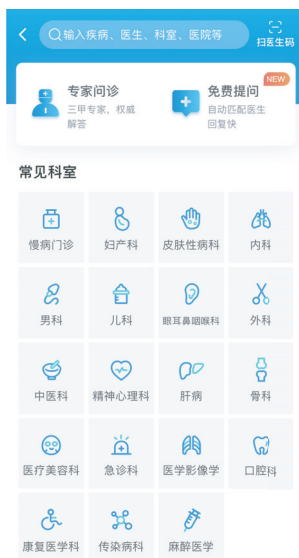 输入疾病、医生、科室、医院等
扫医生码
专家问诊
三甲专家，权威
解答
NEW
免费提问
自动匹配医生
回复快
常见科室
慢病门诊 妇产科 皮肤性病科 内科
男科 儿科 眼耳鼻咽喉科 外科
中医科 精神心理科 肝病 骨科
医疗美容科 急诊科 医学影像学 口腔科
康复医学科 传染病科 麻醉医学